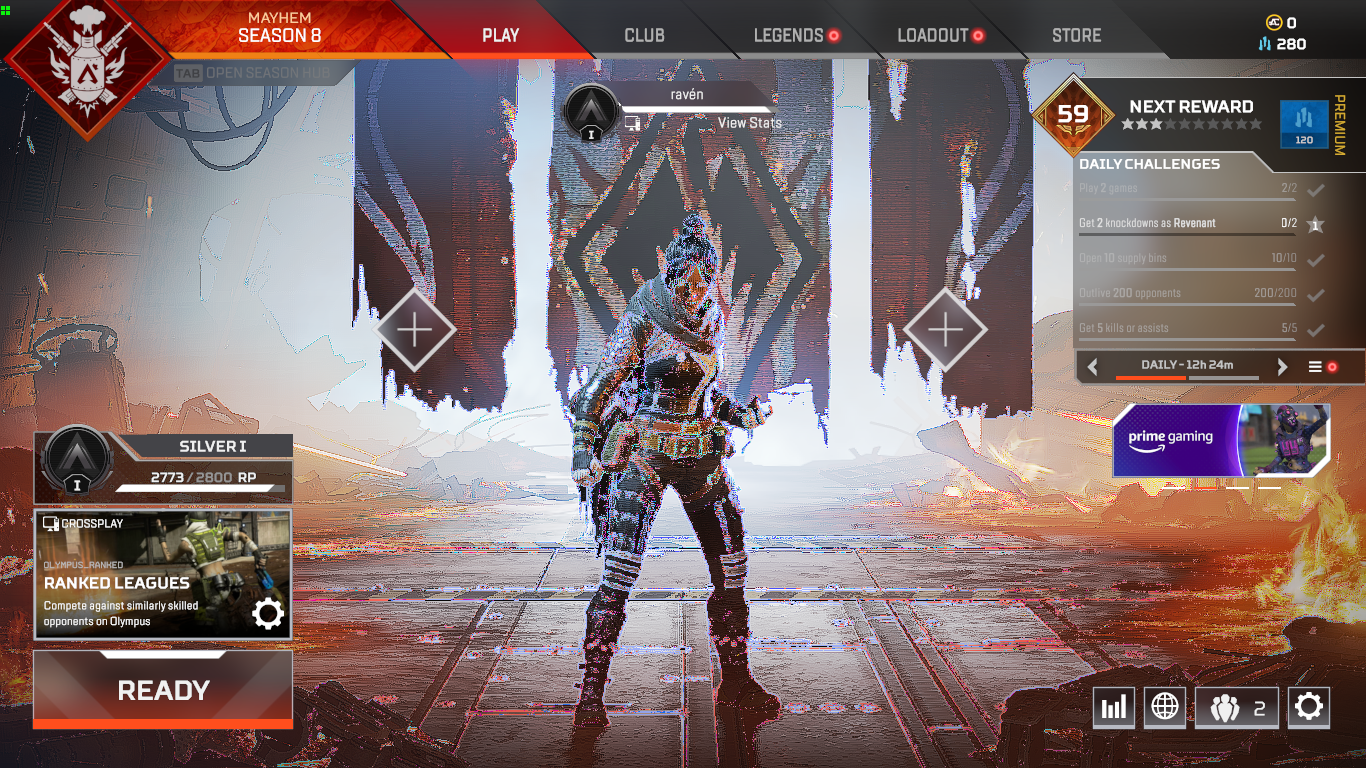 MAYHEM
SEASON 8
PLAY
CLUB
LEGENDS
LOADOUT
STORE
0
280
TAB OPEN SEASON HUB
ravén
View Stats
I
59
NEXT REWARD
120
PREMIUM
DAILY CHALLENGES
Play 2 games 2/2
Get 2 knockdowns as Revenant 0/2 1
Open 10 supply bins 10/10
Outlive 200 opponents 200/200
Get 5 kills or assists 5/5
DAILY - 12h 24m
prime gaming
SILVER I
2773 / 2800 RP
I
CROSSPLAY
OLYMPUS_RANKED
RANKED LEAGUES
Compete against similarly skilled
opponents on Olympus
READY
2